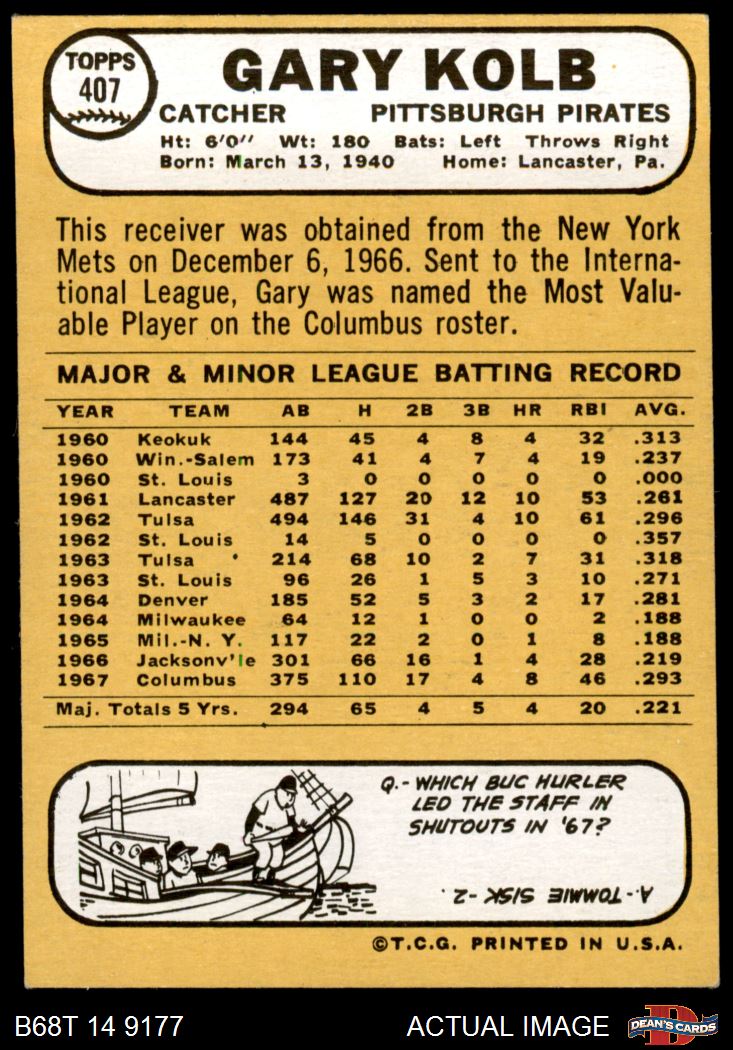 TOPPS
407
GARY KOLB
CATCHER PITTSBURGH PIRATES
Ht: 6'0" Wt: 180 Bats: Left Throws Right
Born: March 13, 1940 Home: Lancaster, Pa.
This receiver was obtained from the New York
Mets on December 6, 1966. Sent to the Interna-
tional League, Gary was named the Most Valu-
able Player on the Columbus roster.
MAJOR & MINOR LEAGUE BATTING RECORD
YEAR TEAM AB H 2B 3B HR RBI AVG.
1960 Keokuk 144 45 4 8 4 32 .313
1960 Win.-Salem 173 41 4 7 4 19 .237
1960 St. Louis 3 0 0 0 0 0 .000
1961 Lancaster 487 127 20 12 10 53 .261
1962 Tulsa 494 146 31 4 10 61 .296
1962 St. Louis 14 5 0 0 0 0 .357
1963 Tulsa 214 68 10 2 7 31 .318
1963 St. Louis 96 26 1 5 3 10 .271
1964 Denver 185 52 5 3 2 17 .281
1964 Milwaukee 64 12 1 0 0 2 .188
1965 Mil.-N. Y. 117 22 2 0 1 8 .188
1966 Jacksonv'le 301 66 16 1 4 28 .219
1967 Columbus 375 110 17 4 8 46 .293
Maj. Totals 5 Yrs. 294 65 4 5 4 20 .221
Q.- WHICH BUC HURLER
LED THE STAFF IN
SHUTOUTS IN '67?
A- TOMMIE SISK-2.
©T.C.G. PRINTED IN U.S.A.
B68T 14 9177 ACTUAL IMAGE D DEAN'S CARDS